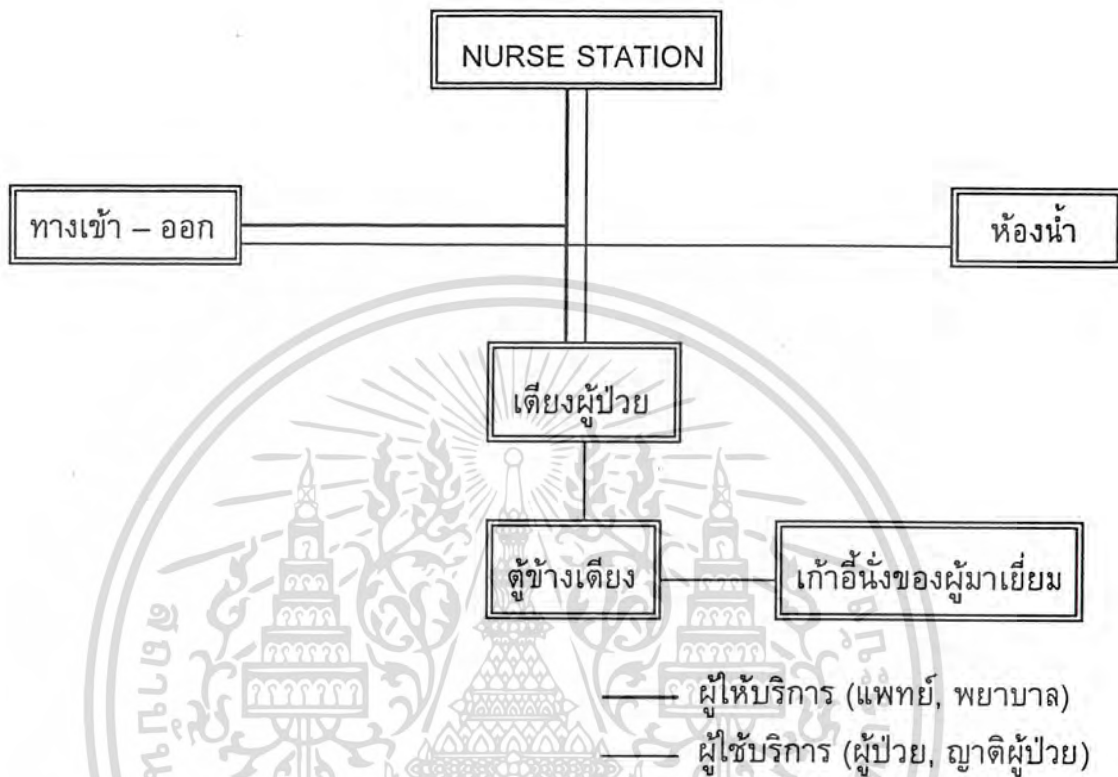 NURSE STATION
ทางเข้า – ออก
ห้องน้ำ
เตียงผู้ป่วย
ตู้ข้างเตียง
เก้าอี้นั่งของผู้มาเยี่ยม
ผู้ให้บริการ (แพทย์, พยาบาล)
ผู้ใช้บริการ (ผู้ป่วย, ญาติผู้ป่วย)